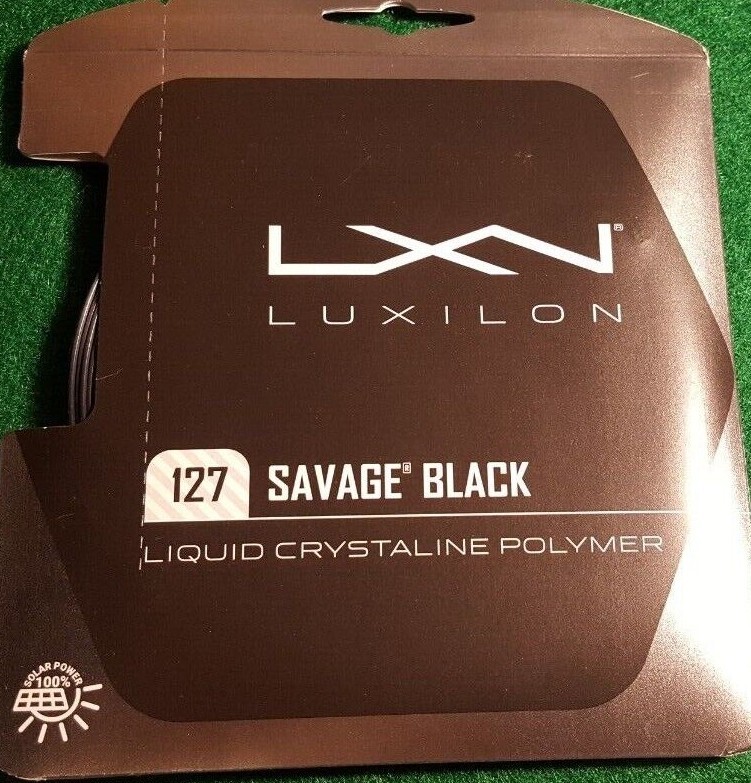 LXN®
LUXILON
127 SAVAGE® BLACK
LIQUID CRYSTALINE POLYMER
SOLAR POWER
100%